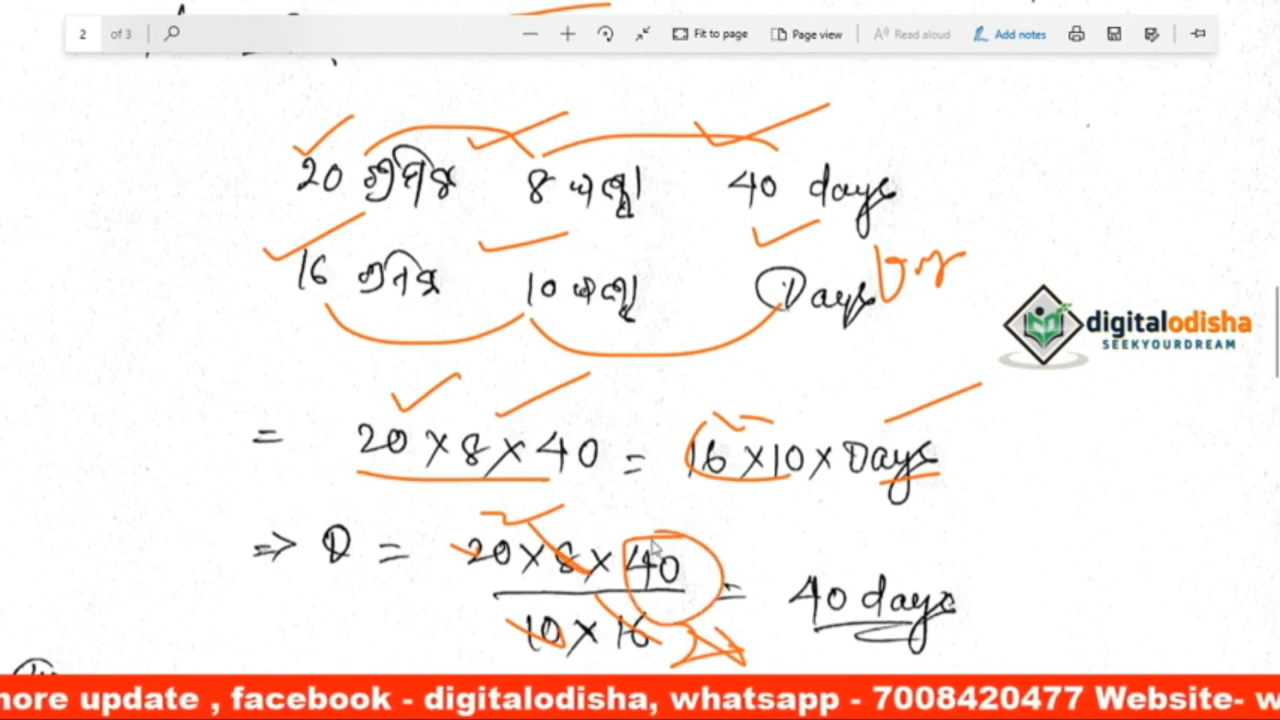 2 of 3 Fit to page Page view Read aloud Add notes
20 ଶ୍ରମିକ 8 ଘଣ୍ଟା 40 days
16 ଶ୍ରମିକ 10 ଘଣ୍ଟା Days
digitalodisha
SEEKYOURDREAM
= 20 × 8 × 40 = 16 × 10 × Days
⇒ D = 20 × 8 × 40 / 10 × 16 = 40 days
more update , facebook - digitalodisha, whatsapp - 7008420477 Website- w